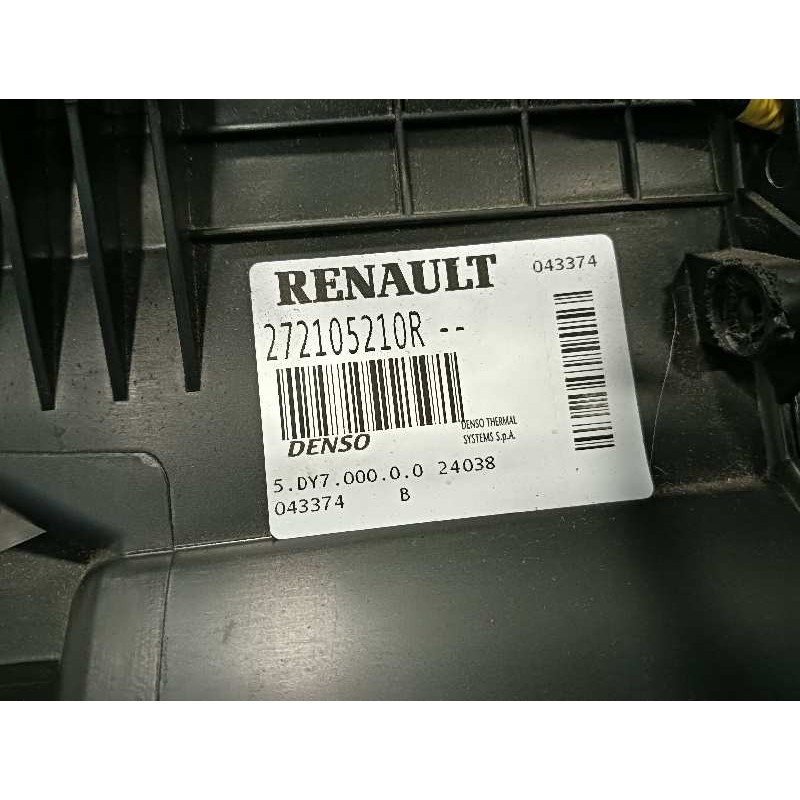 RENAULT 043374
272105210R --
DENSO DENSO THERMAL
SYSTEMS S.p.A.
5.DY7.000.0.0 24038
043374 B